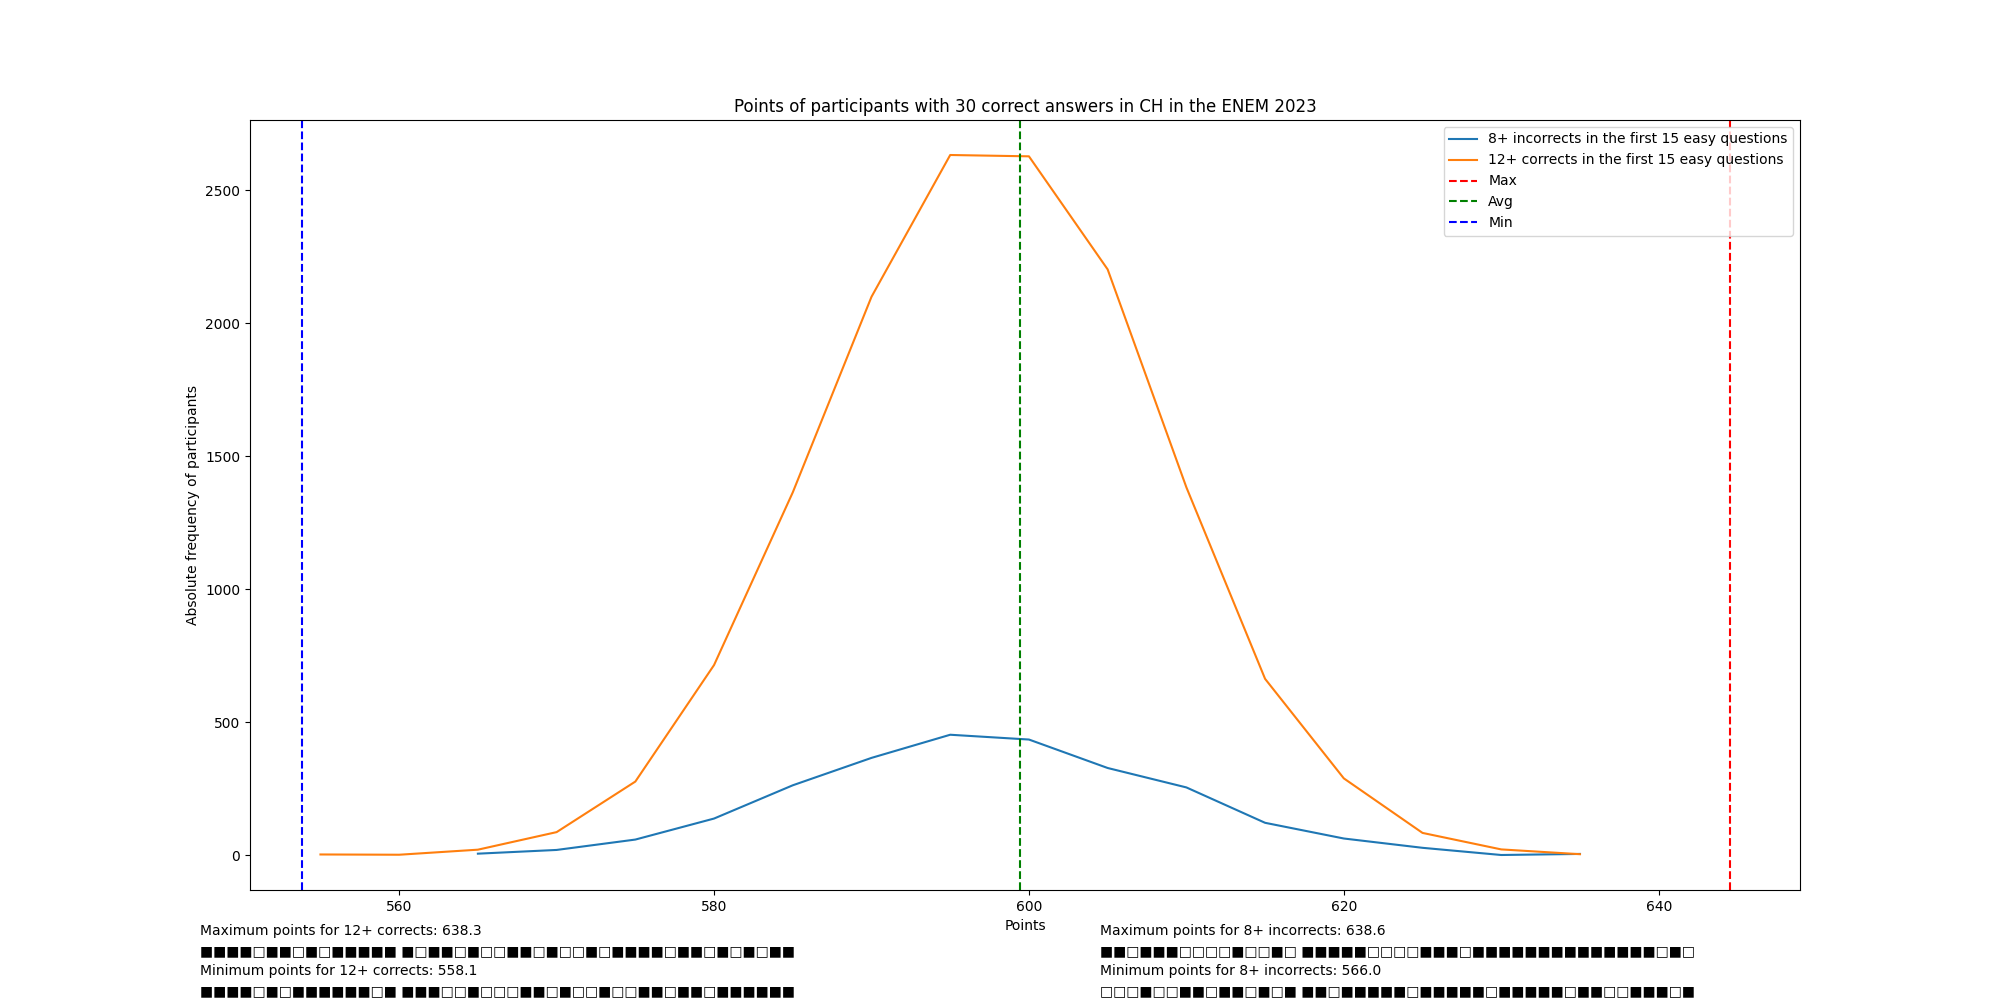 Points of participants with 30 correct answers in CH in the ENEM 2023
8+ incorrects in the first 15 easy questions
12+ corrects in the first 15 easy questions
Max
Avg
Min
2500
2000
1500
1000
500
0
Absolute frequency of participants
560 580 600 620 640
Points
Maximum points for 12+ corrects: 638.3
Minimum points for 12+ corrects: 558.1
Maximum points for 8+ incorrects: 638.6
Minimum points for 8+ incorrects: 566.0